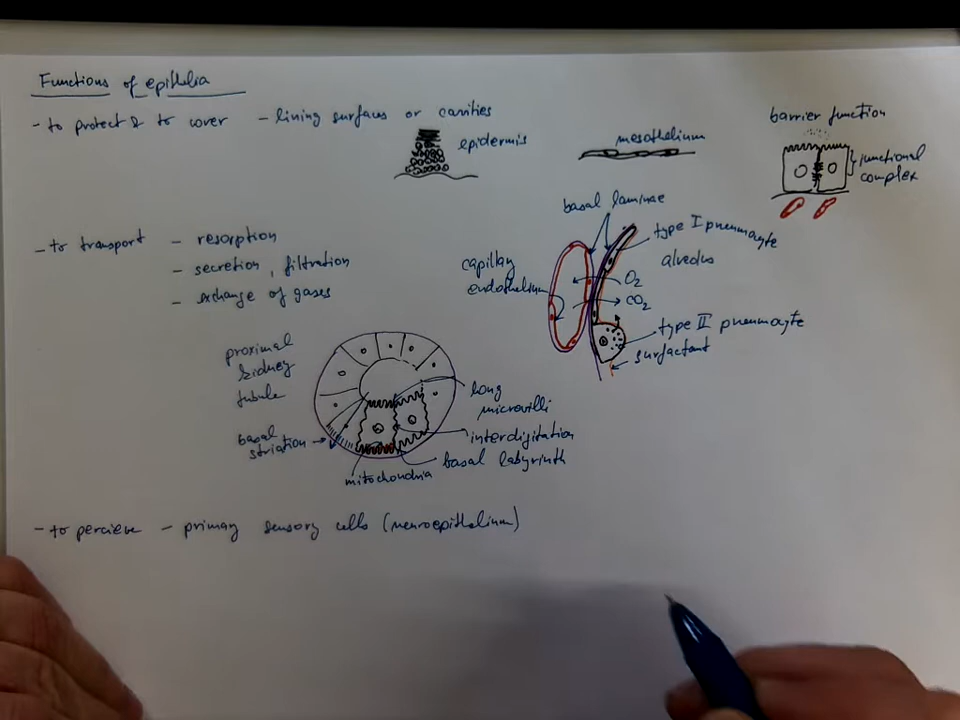 Functions of epithelia
- to protect & to cover - lining surfaces or cavities
epidermis
mesothelium
barrier function
junctional
complex
- to transport - resorption
- secretion, filtration
- exchange of gases
basal laminae
capillary
endothelium
type I pneumocyte
alveolus
O2
CO2
type II pneumocyte
surfactant
proximal
kidney
tubule
basal
striation
mitochondria
long
microvilli
interdigitation
basal labyrinth
- to percieve - primary sensory cells (neuroepithelium)